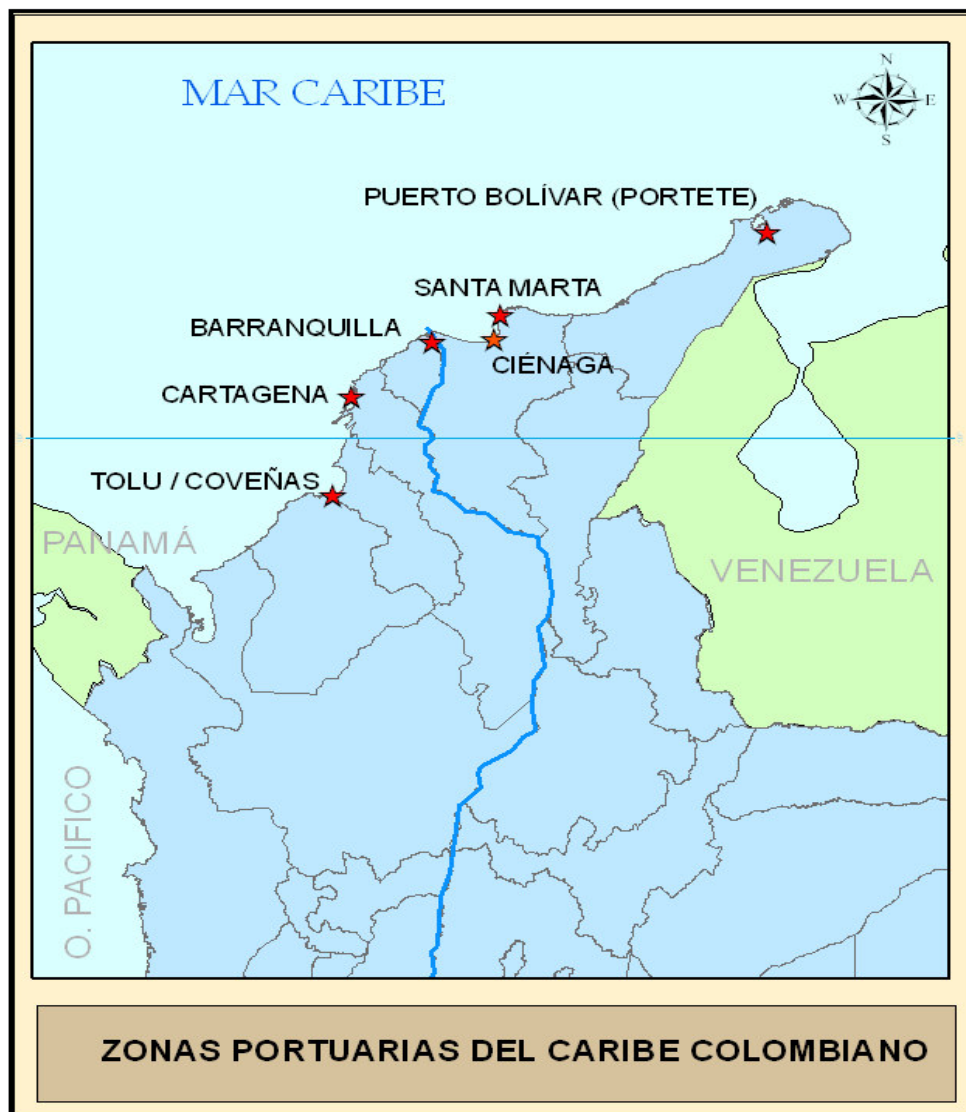 MAR CARIBE
N
W E
S
PUERTO BOLÍVAR (PORTETE)
SANTA MARTA
BARRANQUILLA
CIÉNAGA
CARTAGENA
TOLU / COVEÑAS
PANAMÁ
VENEZUELA
O. PACIFICO
ZONAS PORTUARIAS DEL CARIBE COLOMBIANO